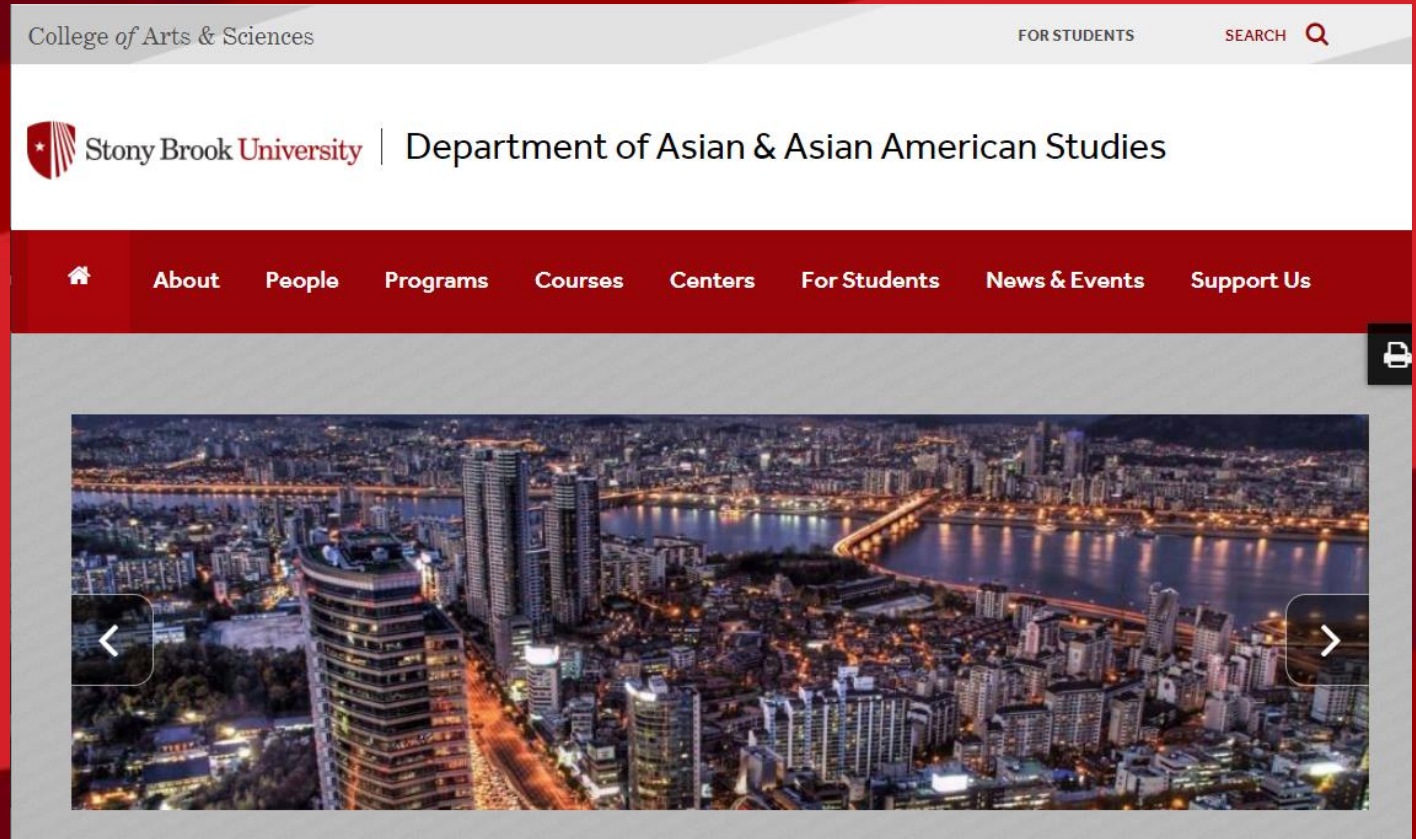 College of Arts & Sciences
FOR STUDENTS
SEARCH
Stony Brook University
Department of Asian & Asian American Studies
About People Programs Courses Centers For Students News & Events Support Us